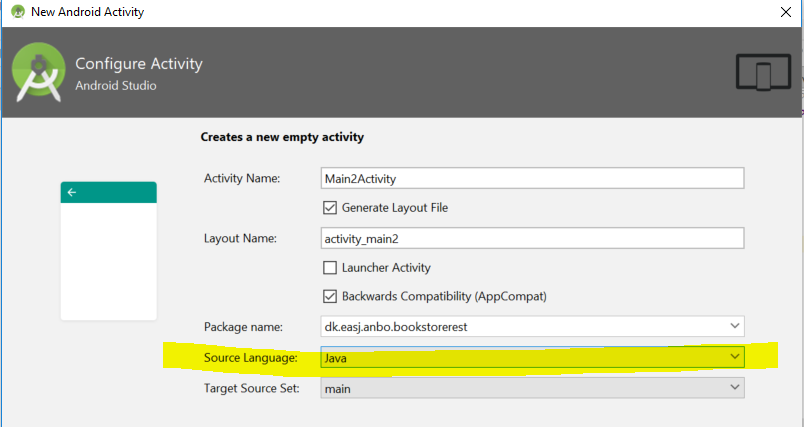 New Android Activity
Configure Activity
Android Studio
Creates a new empty activity
Activity Name: Main2Activity
Generate Layout File
Layout Name: activity_main2
Launcher Activity
Backwards Compatibility (AppCompat)
Package name: dk.easj.anbo.bookstorerest
Source Language: Java
Target Source Set: main